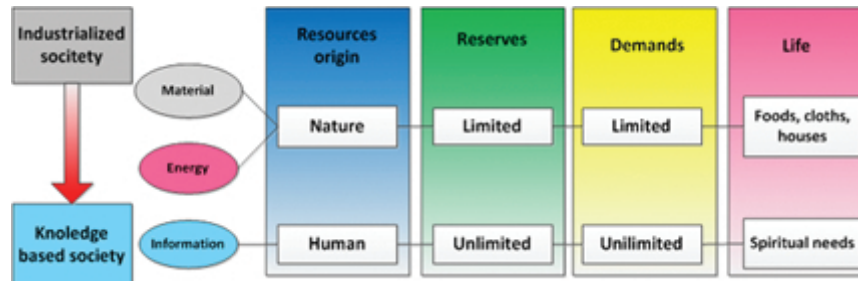 Industrialized
socitety
Knoledge
based society
Material
Energy
Information
Resources
origin
Nature
Human
Reserves
Limited
Unlimited
Demands
Limited
Unilimited
Life
Foods, cloths,
houses
Spiritual needs